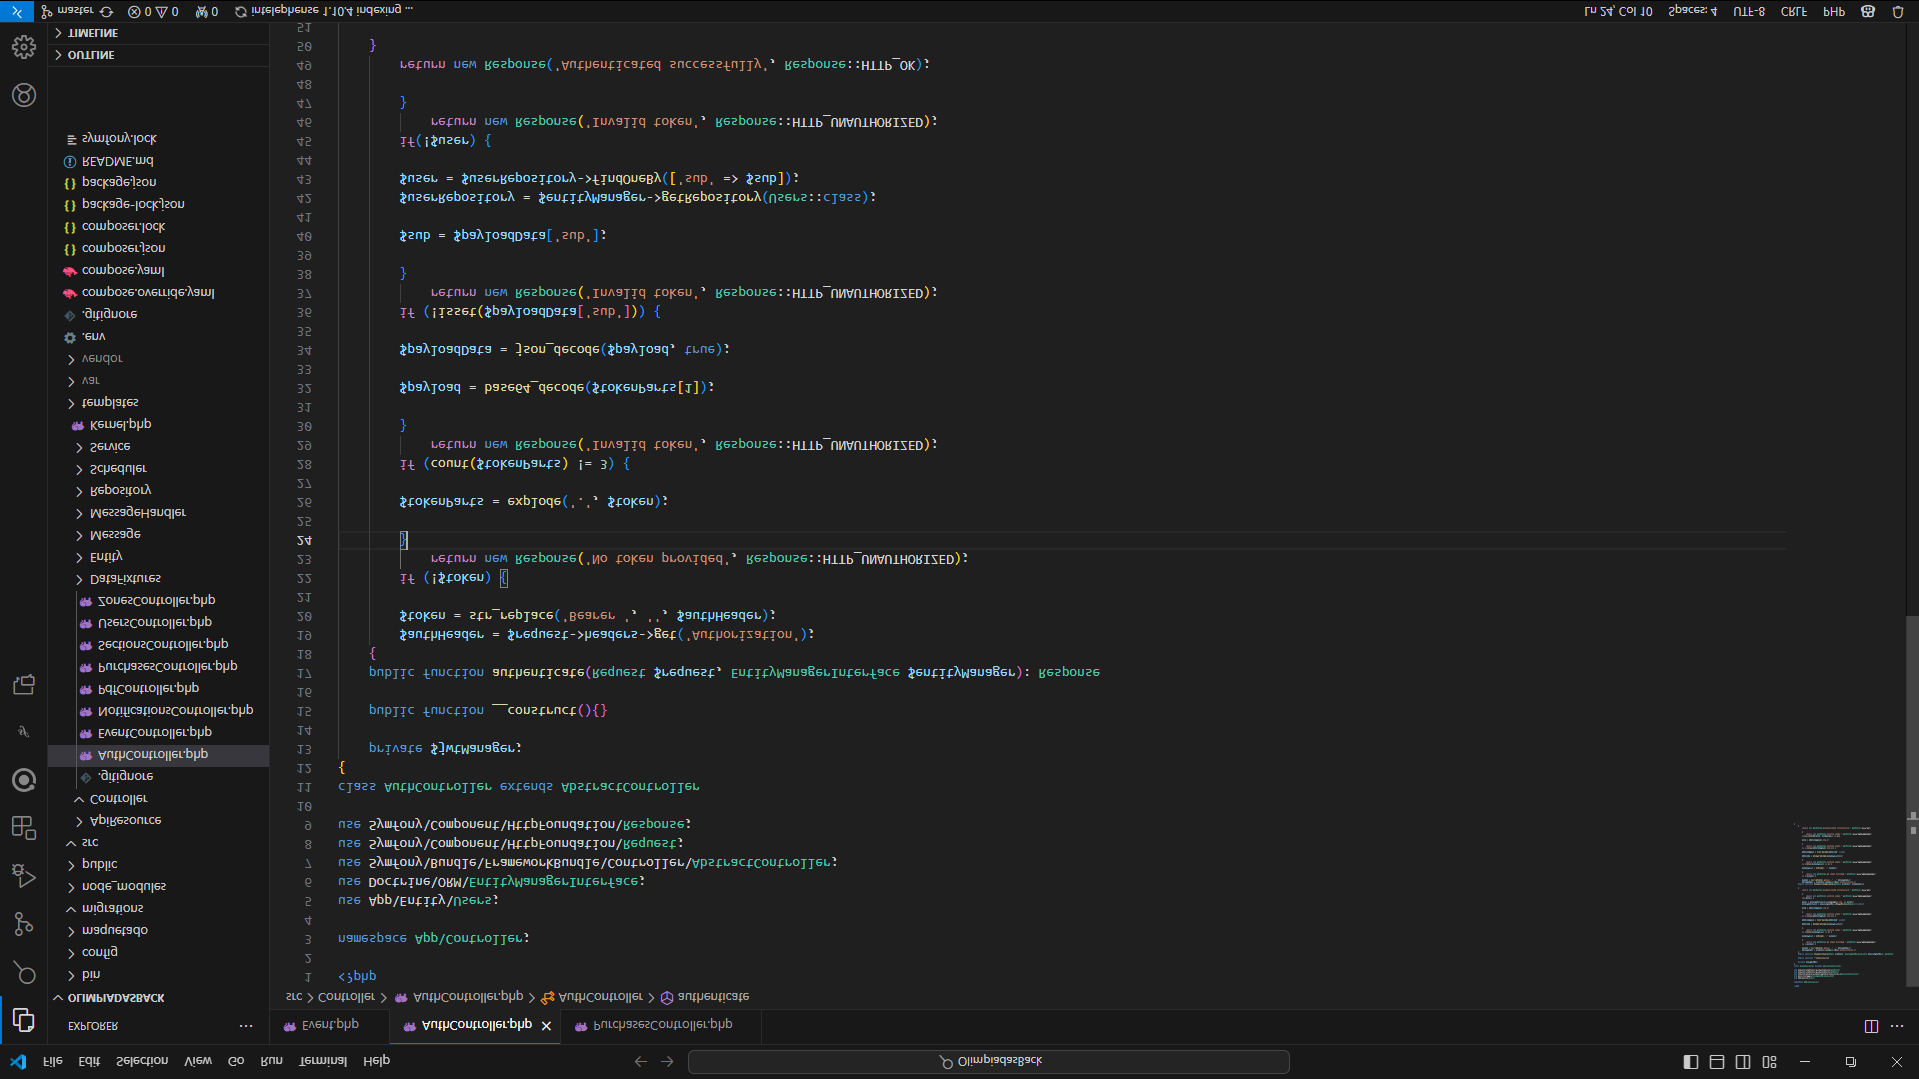 File Edit Selection View Go Run Terminal Help
OlimpiadasBack
EXPLORER
Event.php
AuthController.php
PurchasesController.php
src > Controller > AuthController.php > AuthController > authenticate
OLIMPIADASBACK
bin
config
maquetado
migrations
node_modules
public
src
ApiResource
Controller
.gitignore
AuthController.php
EventController.php
NotificationsController.php
PdfController.php
PurchasesController.php
SectionsController.php
UsersController.php
ZonesController.php
DataFixtures
Entity
Message
MessageHandler
Repository
Scheduler
Service
Kernel.php
templates
var
vendor
.env
.gitignore
compose.override.yaml
compose.yaml
composer.json
composer.lock
package-lock.json
package.json
README.md
symfony.lock
OUTLINE
TIMELINE
1 <?php
2
3 namespace App\Controller;
4
5 use App\Entity\Users;
6 use Doctrine\ORM\EntityManagerInterface;
7 use Symfony\Bundle\FrameworkBundle\Controller\AbstractController;
8 use Symfony\Component\HttpFoundation\Request;
9 use Symfony\Component\HttpFoundation\Response;
10
11 class AuthController extends AbstractController
12 {
13 private $jwtManager;
14
15 public function __construct(){}
16
17 public function authenticate(Request $request, EntityManagerInterface $entityManager): Response
18 {
19 $authHeader = $request->headers->get('Authorization');
20 $token = str_replace('Bearer ', '', $authHeader);
21
22 if (!$token) {
23 return new Response('No token provided', Response::HTTP_UNAUTHORIZED);
24 }
25
26 $tokenParts = explode('.', $token);
27
28 if (count($tokenParts) != 3) {
29 return new Response('Invalid token', Response::HTTP_UNAUTHORIZED);
30 }
31
32 $payload = base64_decode($tokenParts[1]);
33
34 $payloadData = json_decode($payload, true);
35
36 if (!isset($payloadData['sub'])) {
37 return new Response('Invalid token', Response::HTTP_UNAUTHORIZED);
38 }
39
40 $sub = $payloadData['sub'];
41
42 $userRepository = $entityManager->getRepository(Users::class);
43 $user = $userRepository->findOneBy(['sub' => $sub]);
44
45 if(!$user) {
46 return new Response('Invalid token', Response::HTTP_UNAUTHORIZED);
47 }
48
49 return new Response('Authenticated successfully', Response::HTTP_OK);
50 }
51
master 0 0 0 intelephense 1.10.4 indexing ... Ln 24, Col 10 Spaces: 4 UTF-8 CRLF PHP